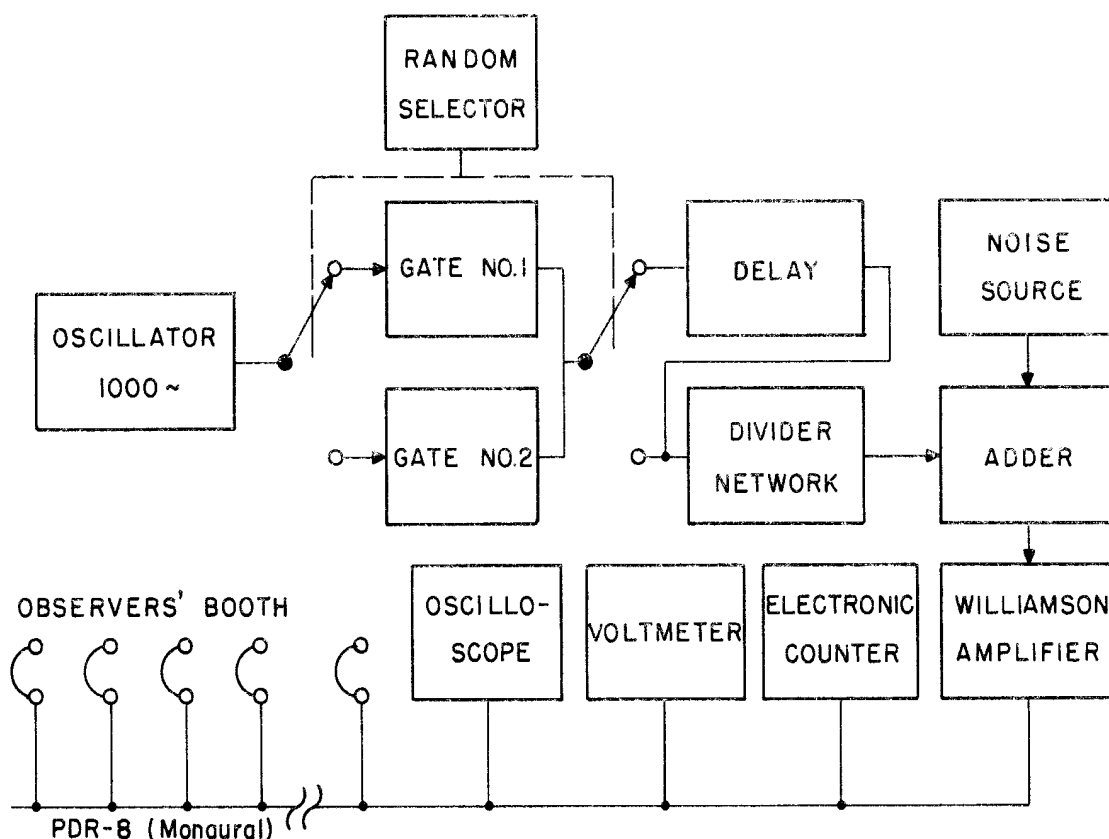 RANDOM
SELECTOR
OSCILLATOR
1000 ~
GATE NO.1
GATE NO.2
DELAY
DIVIDER
NETWORK
NOISE
SOURCE
ADDER
OBSERVERS' BOOTH
OSCILLO-
SCOPE
VOLTMETER
ELECTRONIC
COUNTER
WILLIAMSON
AMPLIFIER
PDR-8 (Monaural)